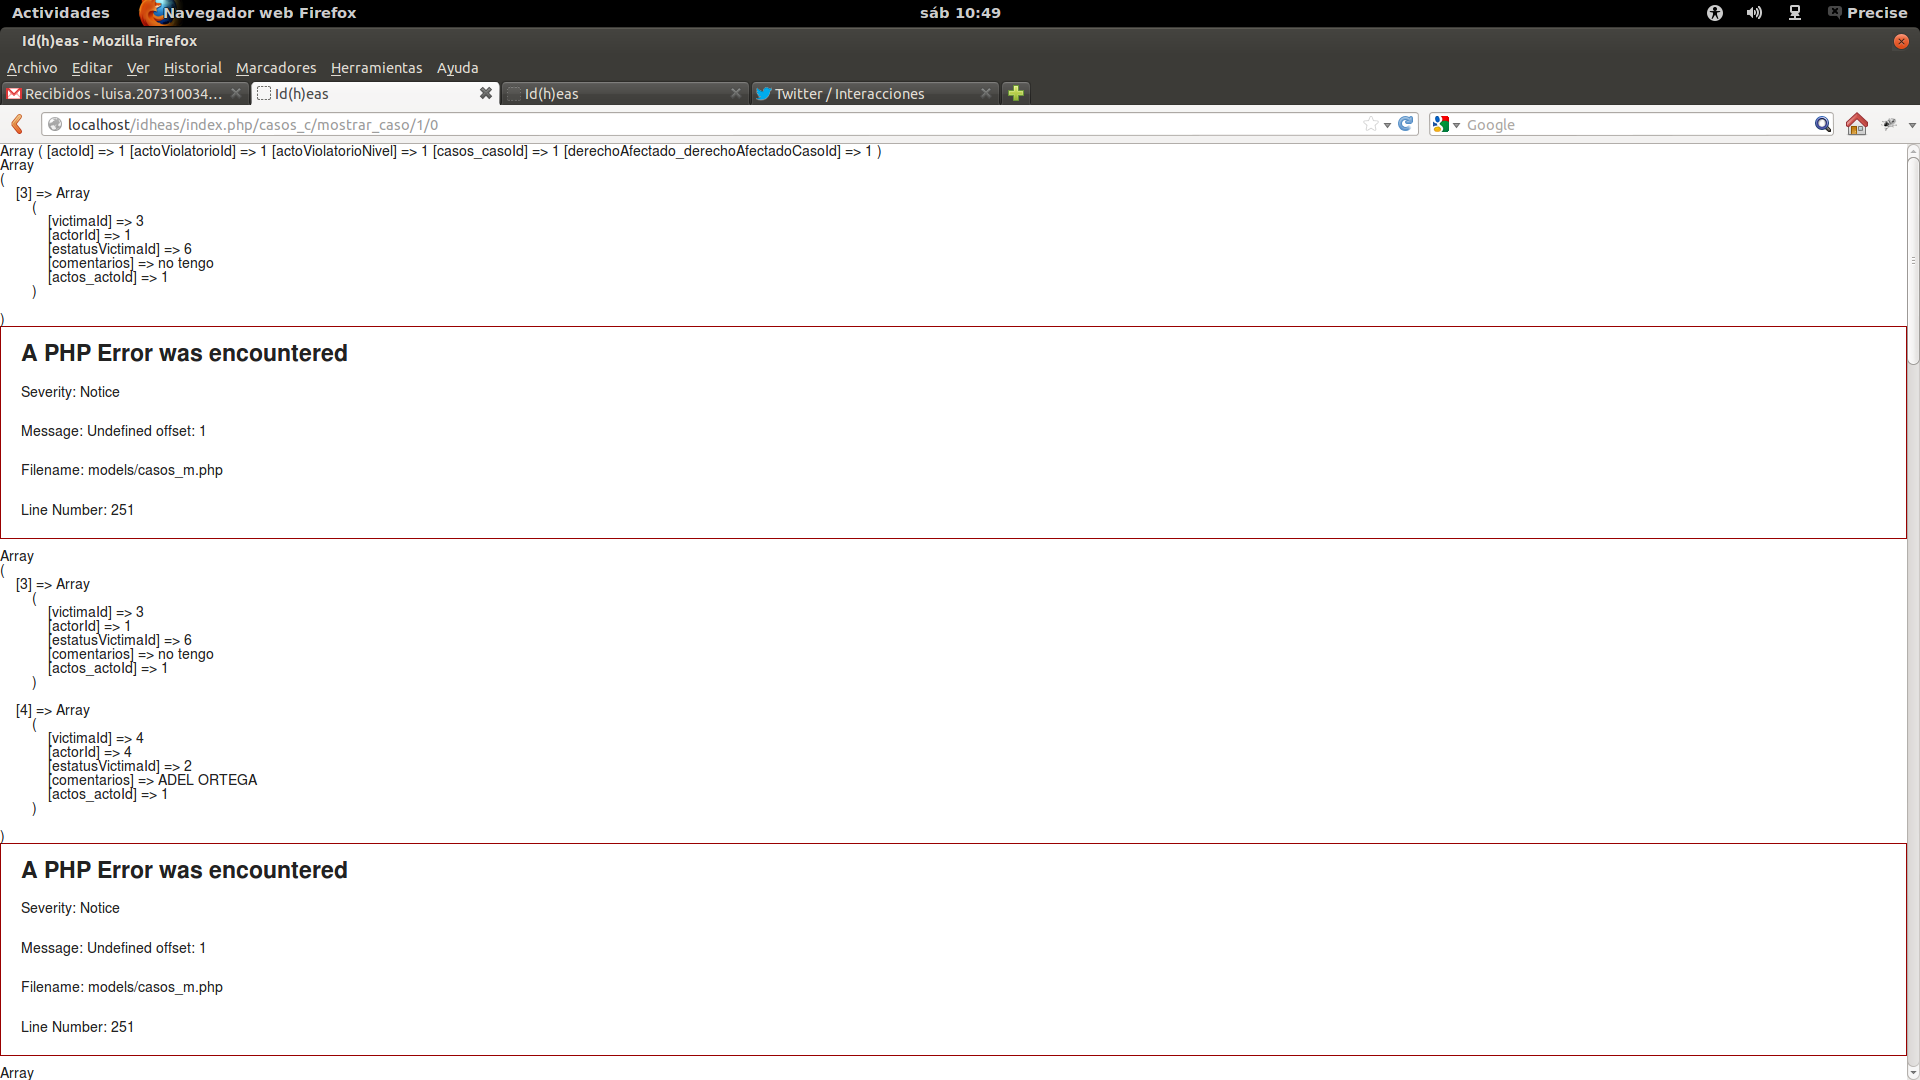 Actividades Navegador web Firefox sáb 10:49 Precise
Id(h)eas - Mozilla Firefox
Archivo Editar Ver Historial Marcadores Herramientas Ayuda
Recibidos - luisa.207310034... Id(h)eas Id(h)eas Twitter / Interacciones
localhost/idheas/index.php/casos_c/mostrar_caso/1/0 Google
Array ( [actoId] => 1 [actoViolatorioId] => 1 [actoViolatorioNivel] => 1 [casos_casoId] => 1 [derechoAfectado_derechoAfectadoCasoId] => 1 )
Array
(
[3] => Array
(
[victimaId] => 3
[actorId] => 1
[estatusVictimaId] => 6
[comentarios] => no tengo
[actos_actoId] => 1
)
)
A PHP Error was encountered
Severity: Notice
Message: Undefined offset: 1
Filename: models/casos_m.php
Line Number: 251
Array
(
[3] => Array
(
[victimaId] => 3
[actorId] => 1
[estatusVictimaId] => 6
[comentarios] => no tengo
[actos_actoId] => 1
)
[4] => Array
(
[victimaId] => 4
[actorId] => 4
[estatusVictimaId] => 2
[comentarios] => ADEL ORTEGA
[actos_actoId] => 1
)
)
A PHP Error was encountered
Severity: Notice
Message: Undefined offset: 1
Filename: models/casos_m.php
Line Number: 251
Array